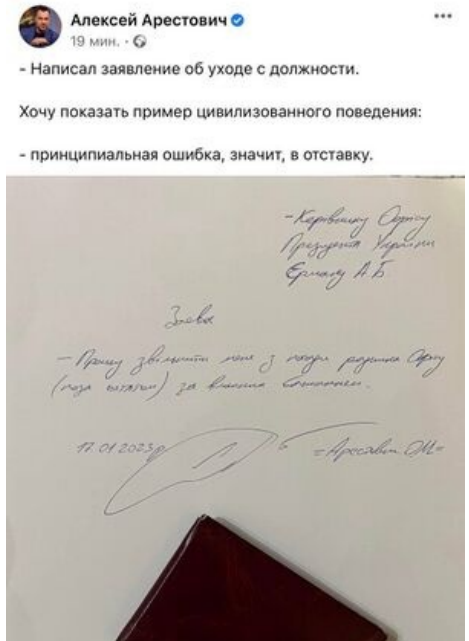 Алексей Арестович
19 мин. ·
- Написал заявление об уходе с должности.
Хочу показать пример цивилизованного поведения:
- принципиальная ошибка, значит, в отставку.
- Керівнику Офісу
Президента України
Єрмаку А.Б
Заява
- Прошу звільнити мене з посади радника Офісу
(поза штатом) за власним бажанням.
17.01.2023р
=Арестович О.М=